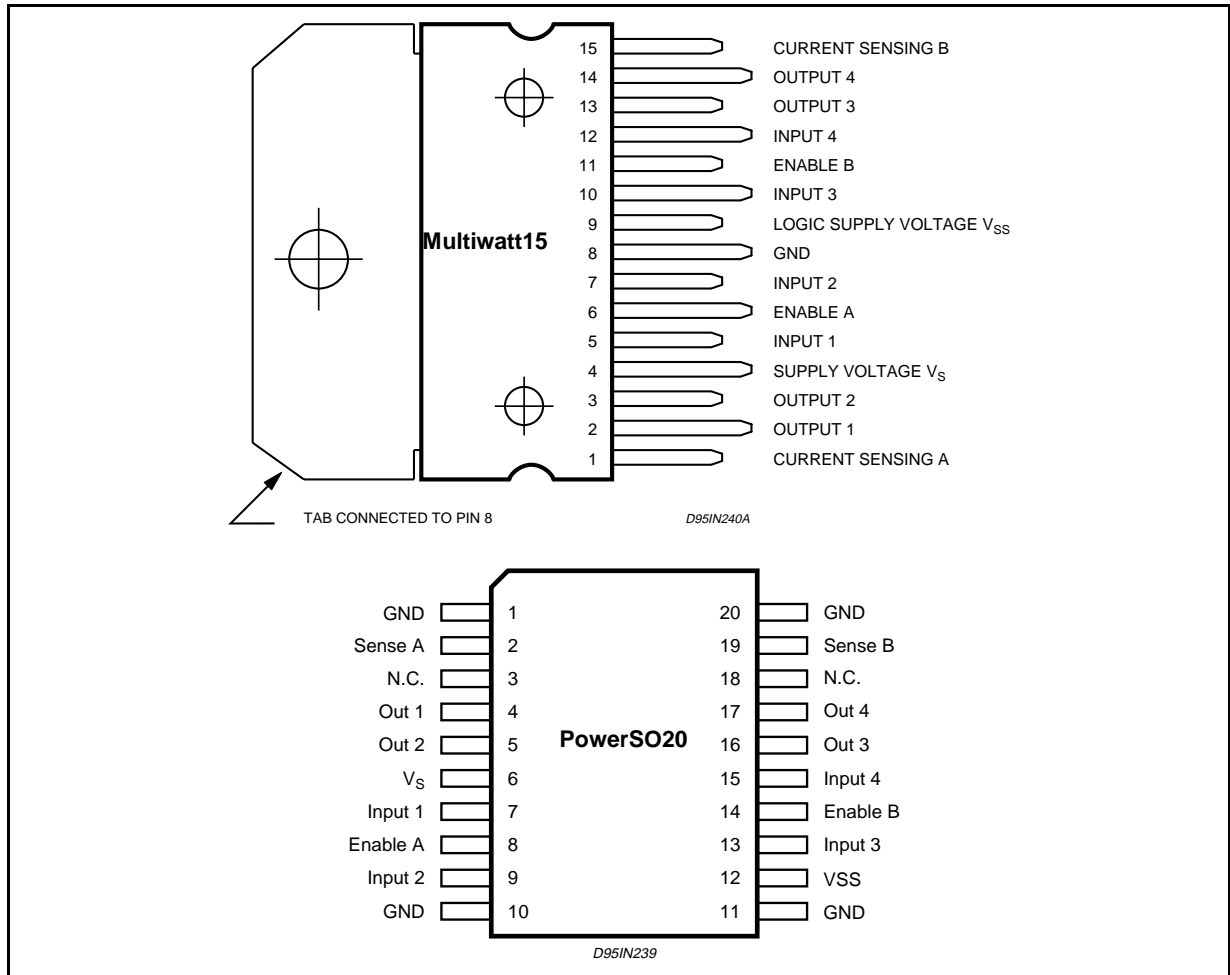 15 CURRENT SENSING B
14 OUTPUT 4
13 OUTPUT 3
12 INPUT 4
11 ENABLE B
10 INPUT 3
9 LOGIC SUPPLY VOLTAGE VSS
Multiwatt15
8 GND
7 INPUT 2
6 ENABLE A
5 INPUT 1
4 SUPPLY VOLTAGE VS
3 OUTPUT 2
2 OUTPUT 1
1 CURRENT SENSING A
TAB CONNECTED TO PIN 8
D95IN240A
GND 1 20 GND
Sense A 2 19 Sense B
N.C. 3 18 N.C.
Out 1 4 17 Out 4
PowerSO20
Out 2 5 16 Out 3
VS 6 15 Input 4
Input 1 7 14 Enable B
Enable A 8 13 Input 3
Input 2 9 12 VSS
GND 10 11 GND
D95IN239